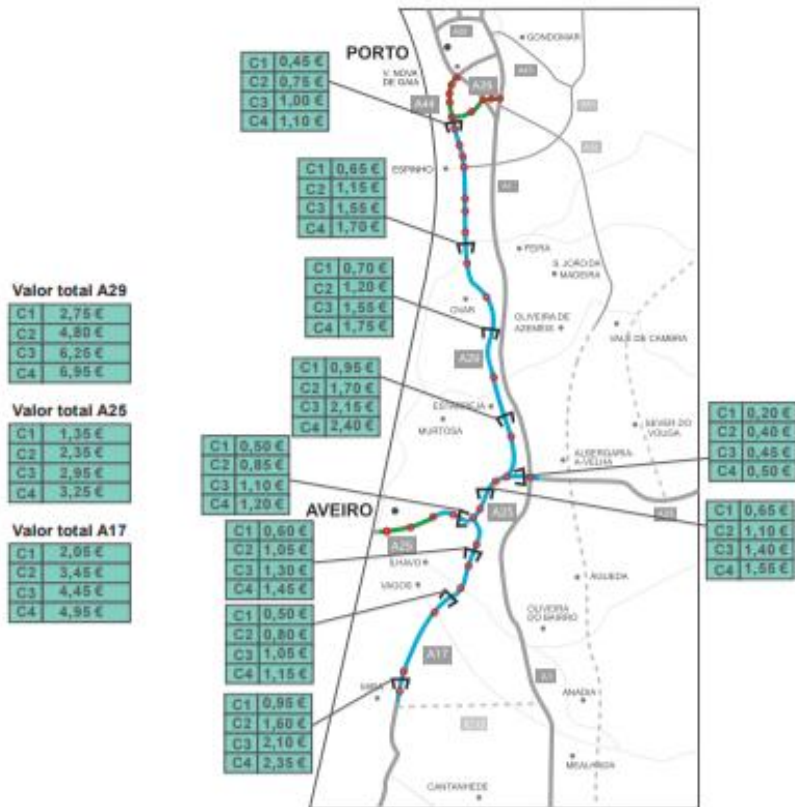 A28
GONDOMAR
PORTO
V. NOVA
DE GAIA
A41
A44
C1 0,45 €
C2 0,75 €
C3 1,00 €
C4 1,10 €
ESPINHO
C1 0,65 €
C2 1,15 €
C3 1,55 €
C4 1,70 €
FEIRA
S. JOÃO DA
MADEIRA
C1 0,70 €
C2 1,20 €
C3 1,55 €
C4 1,75 €
OVAR
OLIVEIRA DE
AZEMEIS
VALE DE CAMBRA
A29
Valor total A29
C1 2,75 €
C2 4,80 €
C3 6,25 €
C4 6,95 €
C1 0,95 €
C2 1,70 €
C3 2,15 €
C4 2,40 €
ESTARREJA
MURTOSA
SEVER DO
VOUGA
ALBERGARIA
-A-VELHA
C1 0,20 €
C2 0,40 €
C3 0,45 €
C4 0,50 €
Valor total A25
C1 1,35 €
C2 2,35 €
C3 2,95 €
C4 3,25 €
C1 0,50 €
C2 0,85 €
C3 1,10 €
C4 1,20 €
AVEIRO
A25
A25
A25
C1 0,65 €
C2 1,10 €
C3 1,40 €
C4 1,55 €
Valor total A17
C1 2,05 €
C2 3,45 €
C3 4,45 €
C4 4,95 €
C1 0,60 €
C2 1,05 €
C3 1,30 €
C4 1,45 €
ILHAVO
VAGOS
ÁGUEDA
C1 0,50 €
C2 0,80 €
C3 1,05 €
C4 1,15 €
OLIVEIRA
DO BAIRRO
A17
A1
MIRA
ANADIA
C1 0,95 €
C2 1,60 €
C3 2,10 €
C4 2,35 €
MEALHADA
CANTANHEDE